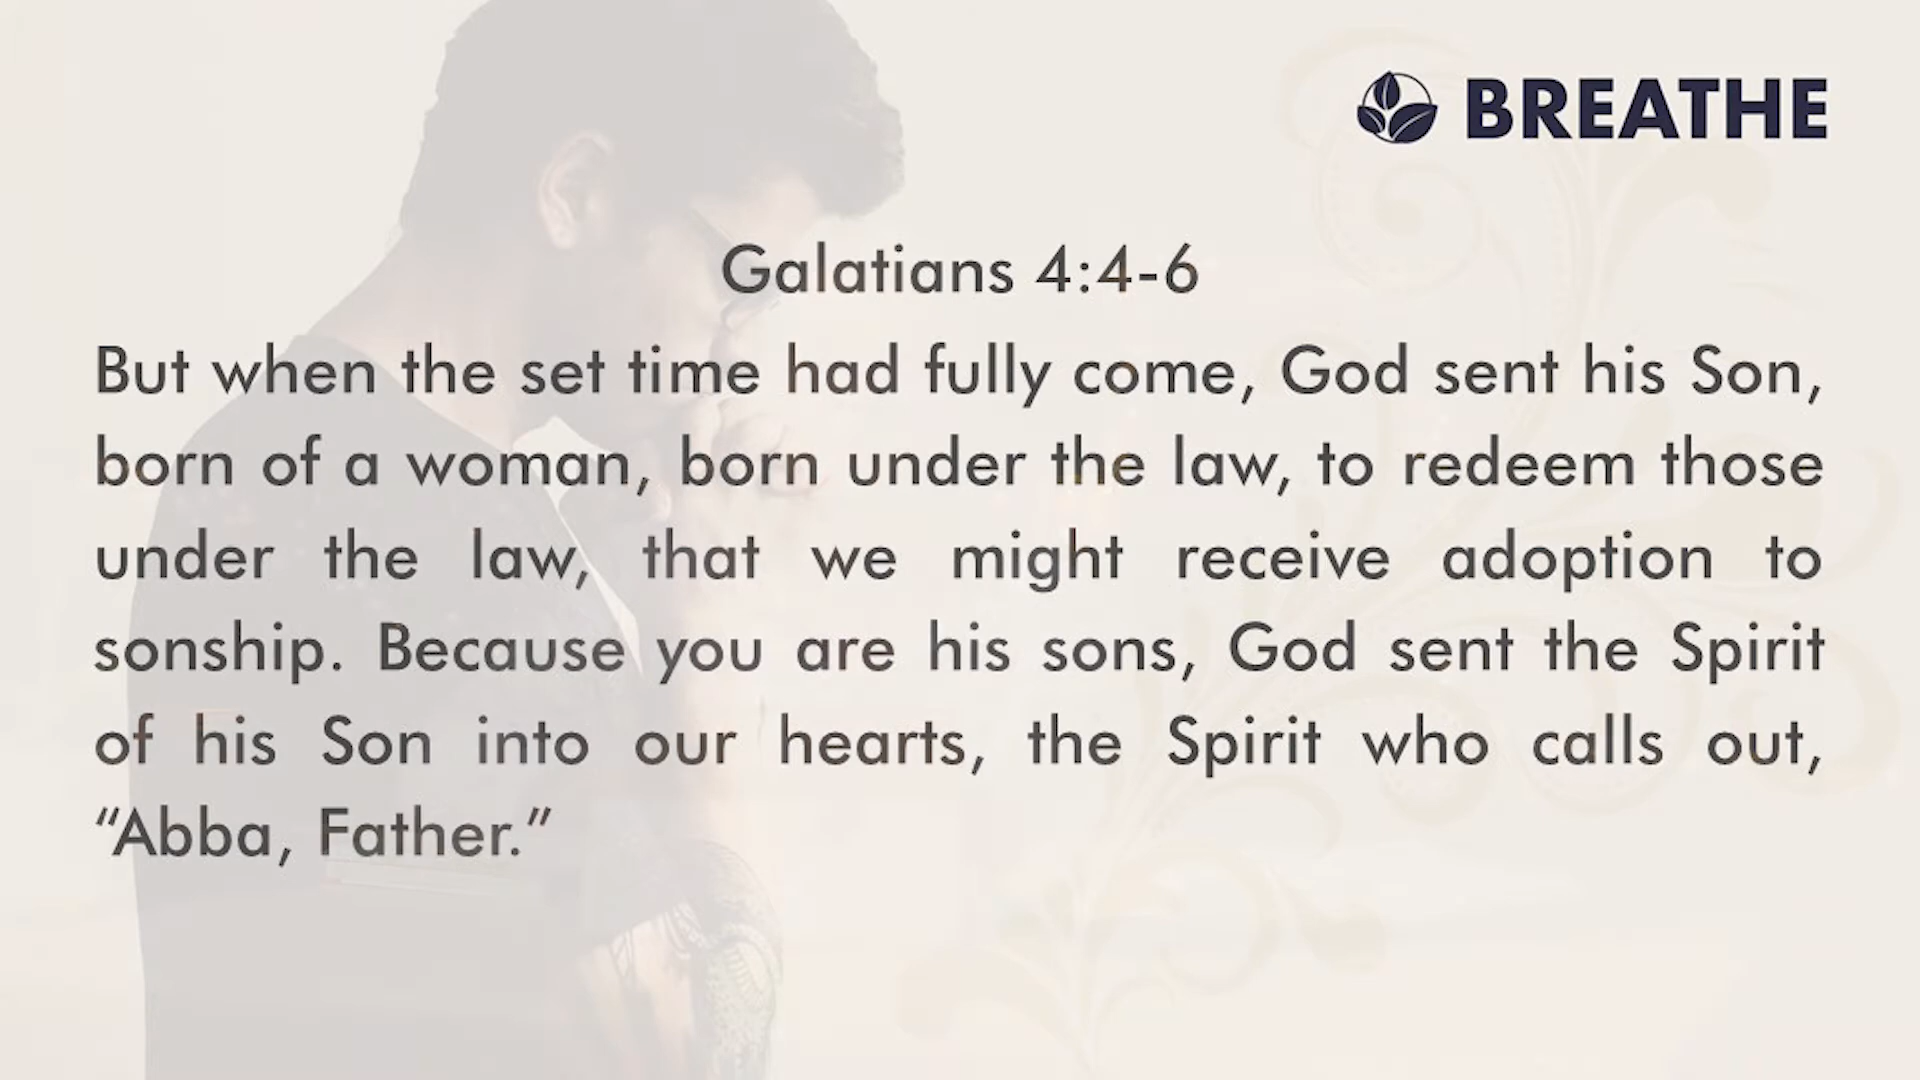 BREATHE
Galatians 4:4-6
But when the set time had fully come, God sent his Son,
born of a woman, born under the law, to redeem those
under the law, that we might receive adoption to
sonship. Because you are his sons, God sent the Spirit
of his Son into our hearts, the Spirit who calls out,
“Abba, Father.”